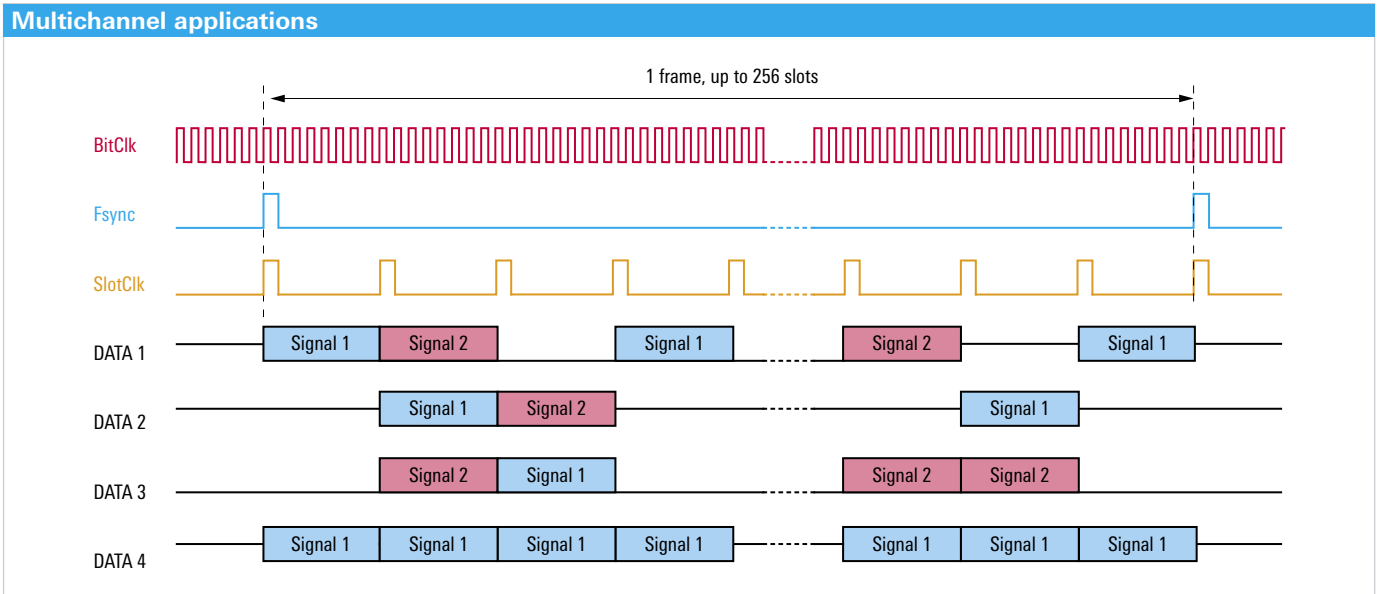 Multichannel applications
1 frame, up to 256 slots
BitClk
Fsync
SlotClk
DATA 1 Signal 1 Signal 2 Signal 1 Signal 2 Signal 1
DATA 2 Signal 1 Signal 2 Signal 1
DATA 3 Signal 2 Signal 1 Signal 2 Signal 2
DATA 4 Signal 1 Signal 1 Signal 1 Signal 1 Signal 1 Signal 1 Signal 1